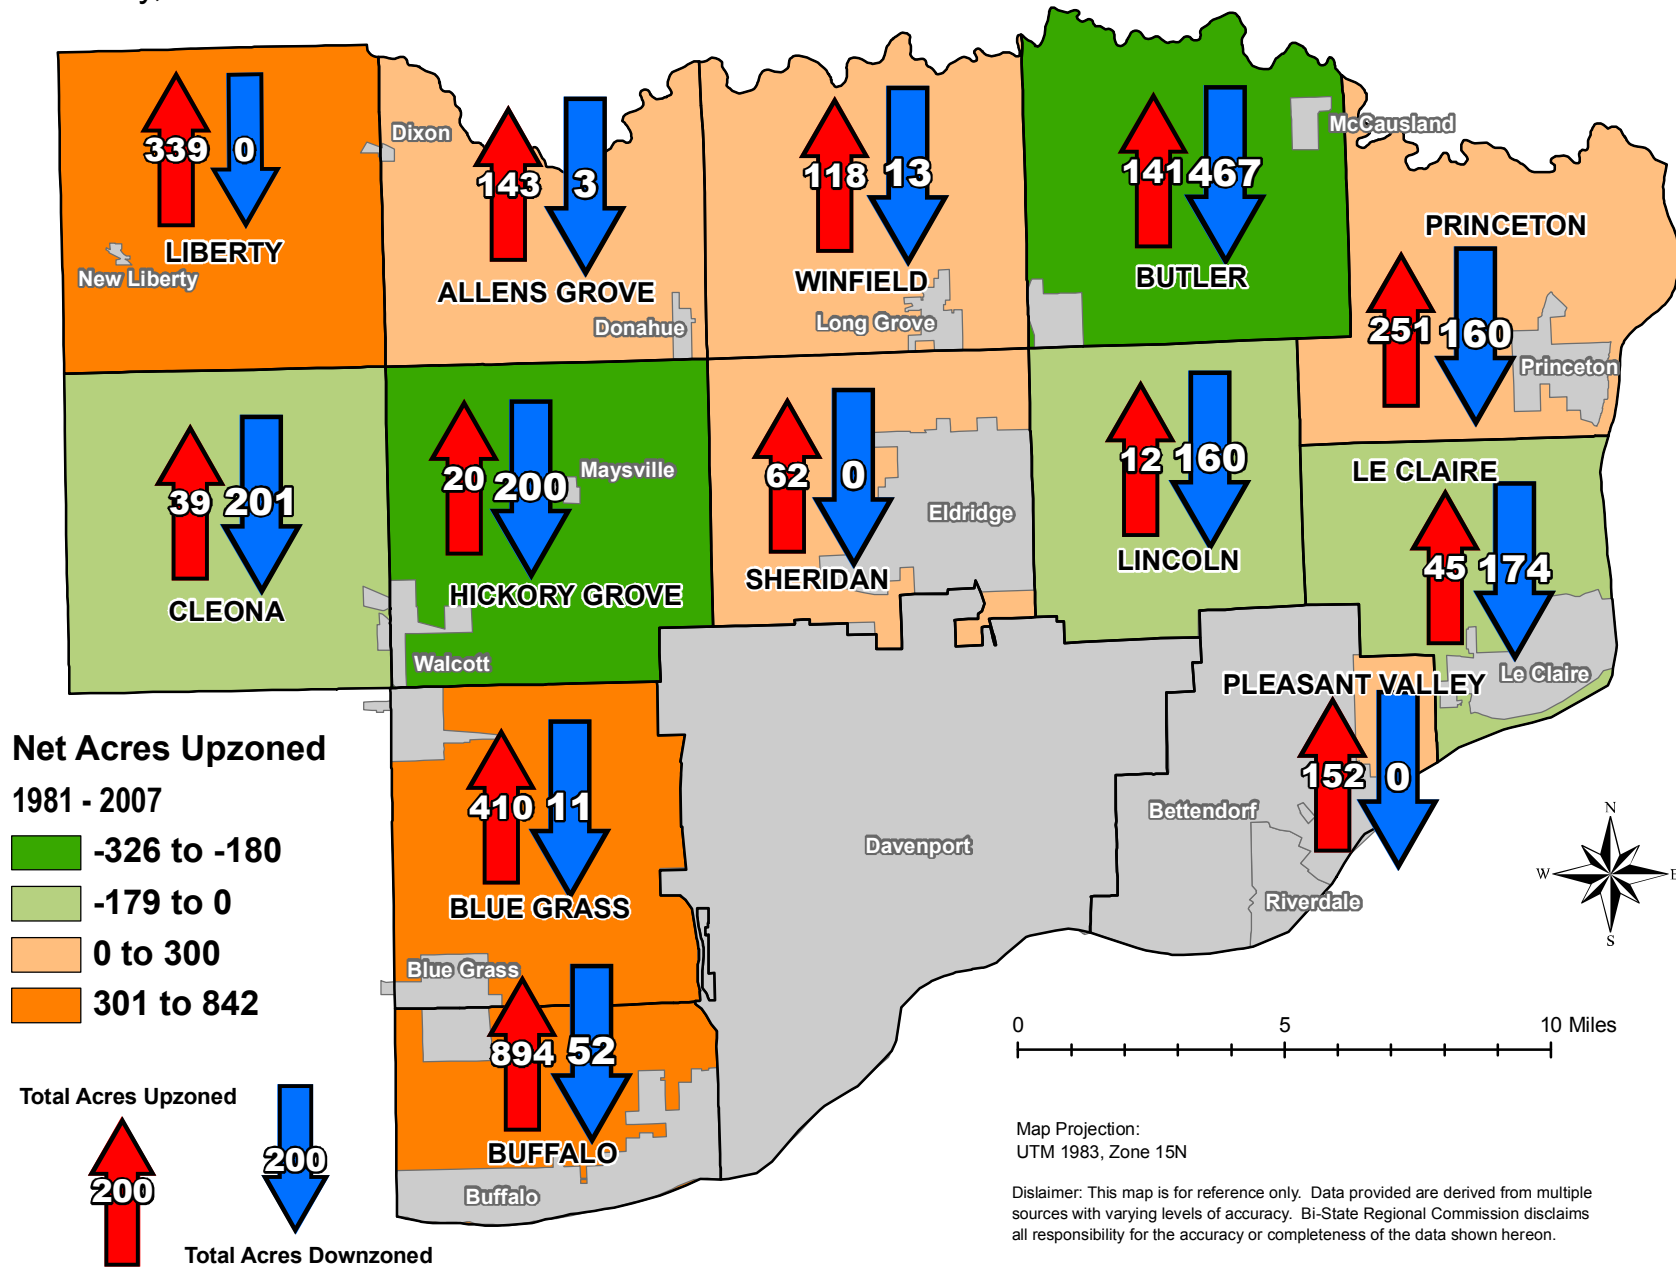 339
0
LIBERTY
New Liberty
Dixon
143
3
ALLENS GROVE
Donahue
118
13
WINFIELD
Long Grove
141
467
BUTLER
McCausland
PRINCETON
251
160
Princeton
39
201
CLEONA
20
200
Maysville
HICKORY GROVE
Walcott
62
0
Eldridge
SHERIDAN
12
160
LINCOLN
LE CLAIRE
45
174
Le Claire
PLEASANT VALLEY
152
0
Bettendorf
Riverdale
Davenport
410
11
BLUE GRASS
Blue Grass
894
52
BUFFALO
Buffalo
Net Acres Upzoned
1981 - 2007
-326 to -180
-179 to 0
0 to 300
301 to 842
Total Acres Upzoned
200
200
Total Acres Downzoned
N
W
E
S
0 5 10 Miles
Map Projection:
UTM 1983, Zone 15N
Dislaimer: This map is for reference only. Data provided are derived from multiple
sources with varying levels of accuracy. Bi-State Regional Commission disclaims
all responsibility for the accuracy or completeness of the data shown hereon.